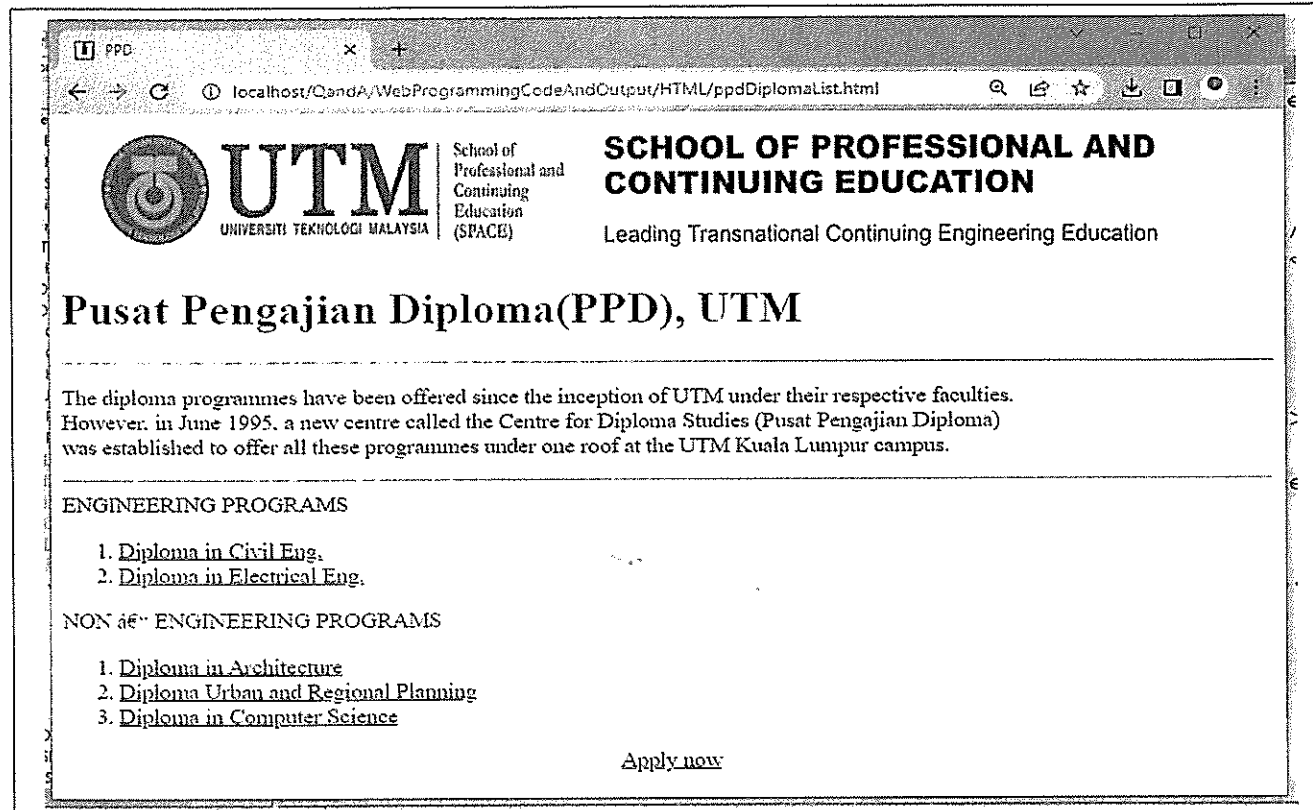 PPD
localhost/QandA/WebProgrammingCodeAndOutput/HTML/ppdDiplomaList.html
UTM
UNIVERSITI TEKNOLOGI MALAYSIA
School of
Professional and
Continuing
Education
(SPACE)
SCHOOL OF PROFESSIONAL AND
CONTINUING EDUCATION
Leading Transnational Continuing Engineering Education
Pusat Pengajian Diploma(PPD), UTM
The diploma programmes have been offered since the inception of UTM under their respective faculties.
However, in June 1995, a new centre called the Centre for Diploma Studies (Pusat Pengajian Diploma)
was established to offer all these programmes under one roof at the UTM Kuala Lumpur campus.
ENGINEERING PROGRAMS
1. Diploma in Civil Eng.
2. Diploma in Electrical Eng.
NON â€“ ENGINEERING PROGRAMS
1. Diploma in Architecture
2. Diploma Urban and Regional Planning
3. Diploma in Computer Science
Apply now